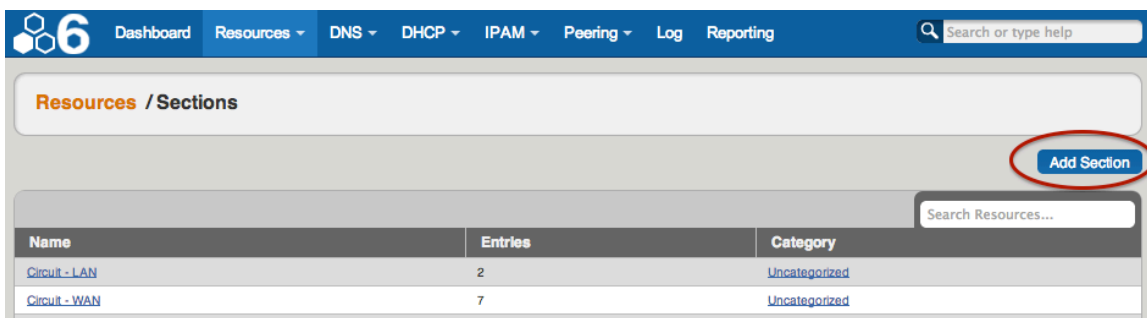 6 Dashboard Resources DNS DHCP IPAM Peering Log Reporting Search or type help
Resources / Sections
Add Section
Search Resources...
Name Entries Category
Circuit - LAN 2 Uncategorized
Circuit - WAN 7 Uncategorized